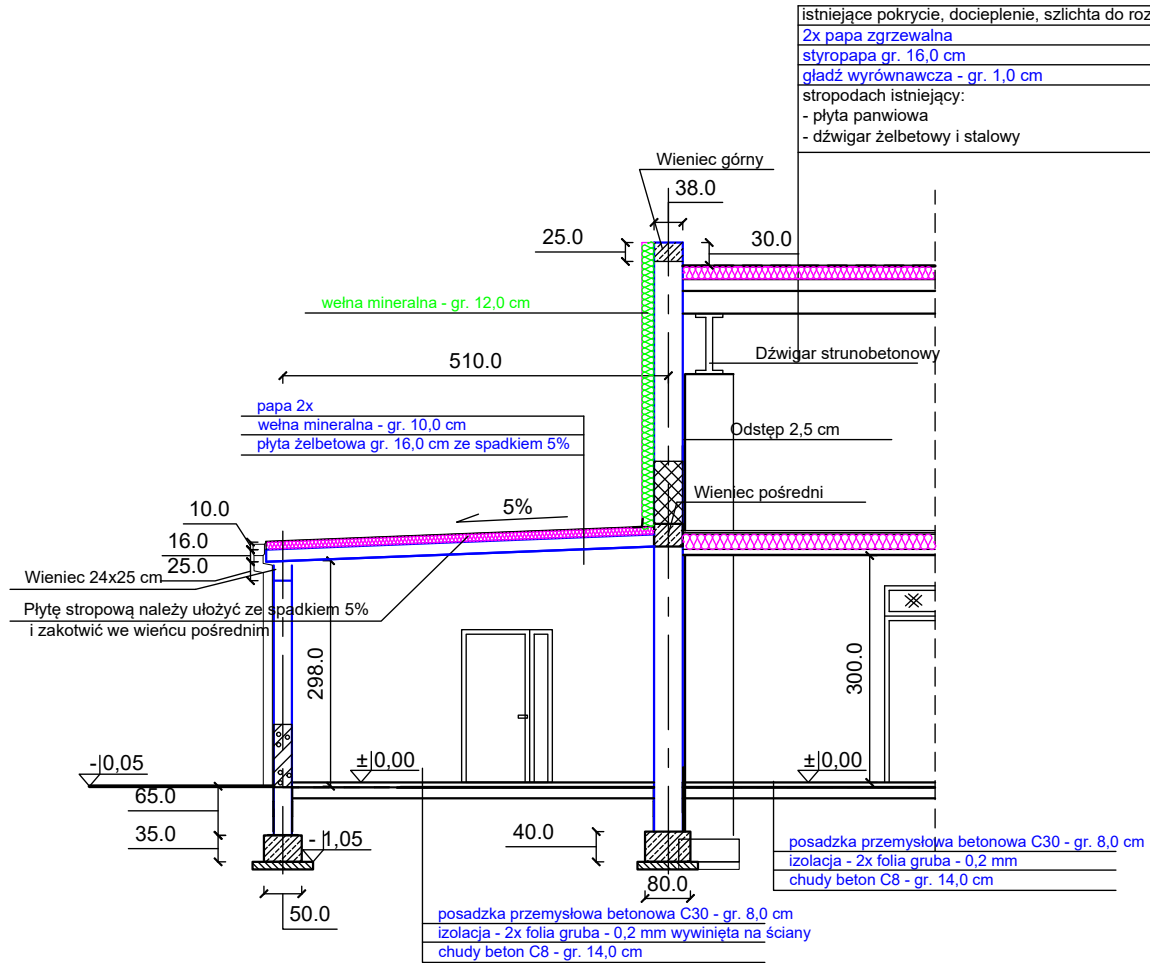 istniejące pokrycie, docieplenie, szlichta do roz
2x papa zgrzewalna
styropapa gr. 16,0 cm
gładź wyrównawcza - gr. 1,0 cm
stropodach istniejący:
- płyta panwiowa
- dźwigar żelbetowy i stalowy
Wieniec górny
38.0
25.0
30.0
wełna mineralna - gr. 12,0 cm
Dźwigar strunobetonowy
510.0
papa 2x
wełna mineralna - gr. 10,0 cm
płyta żelbetowa gr. 16,0 cm ze spadkiem 5%
Odstęp 2,5 cm
Wieniec pośredni
5%
10.0
16.0
25.0
Wieniec 24x25 cm
Płytę stropową należy ułożyć ze spadkiem 5%
i zakotwić we wieńcu pośrednim
298.0
300.0
-0,05
±0,00
±0,00
65.0
35.0
- 1,05
40.0
80.0
50.0
posadzka przemysłowa betonowa C30 - gr. 8,0 cm
izolacja - 2x folia gruba - 0,2 mm
chudy beton C8 - gr. 14,0 cm
posadzka przemysłowa betonowa C30 - gr. 8,0 cm
izolacja - 2x folia gruba - 0,2 mm wywinięta na ściany
chudy beton C8 - gr. 14,0 cm